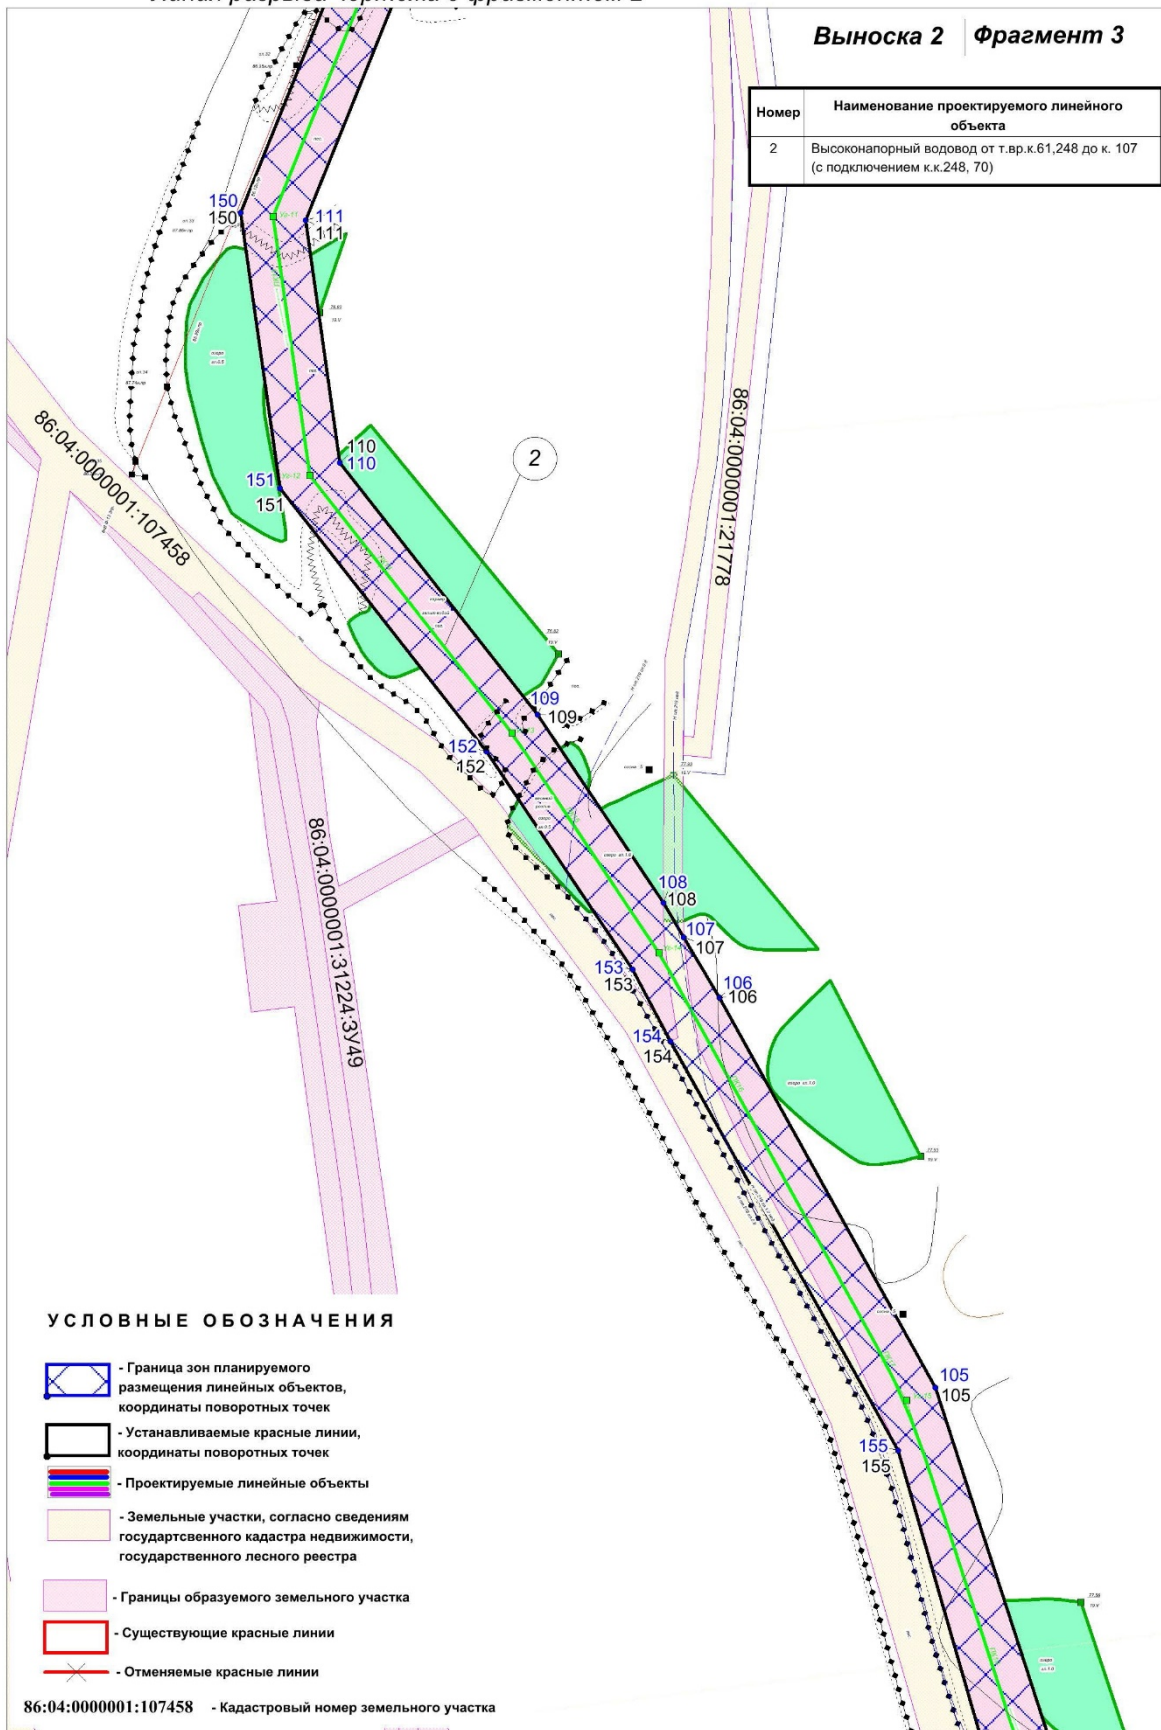 Выноска 2 Фрагмент 3
Номер
Наименование проектируемого линейного
объекта
2
Высоконапорный водовод от т.вр.к.61,248 до к. 107
(с подключением к.к.248, 70)
150
150
111
111
110
110
151
151
2
86:04:0000001:107458
86:04:0000001:21778
109
109
152
152
86:04:0000001:31224:ЗУ49
108
108
107
107
153
153
106
106
154
154
105
105
155
155
УСЛОВНЫЕ ОБОЗНАЧЕНИЯ
- Граница зон планируемого
размещения линейных объектов,
координаты поворотных точек
- Устанавливаемые красные линии,
координаты поворотных точек
- Проектируемые линейные объекты
- Земельные участки, согласно сведениям
государтсвенного кадастра недвижимости,
государственного лесного реестра
- Границы образуемого земельного участка
- Существующие красные линии
- Отменяемые красные линии
86:04:0000001:107458 - Кадастровый номер земельного участка